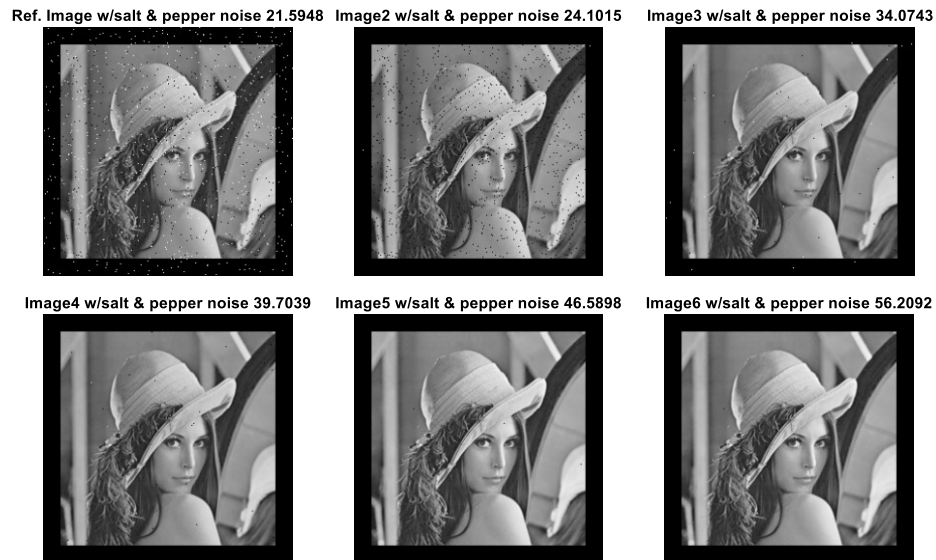 Ref. Image w/salt & pepper noise 21.5948
Image2 w/salt & pepper noise 24.1015
Image3 w/salt & pepper noise 34.0743
Image4 w/salt & pepper noise 39.7039
Image5 w/salt & pepper noise 46.5898
Image6 w/salt & pepper noise 56.2092